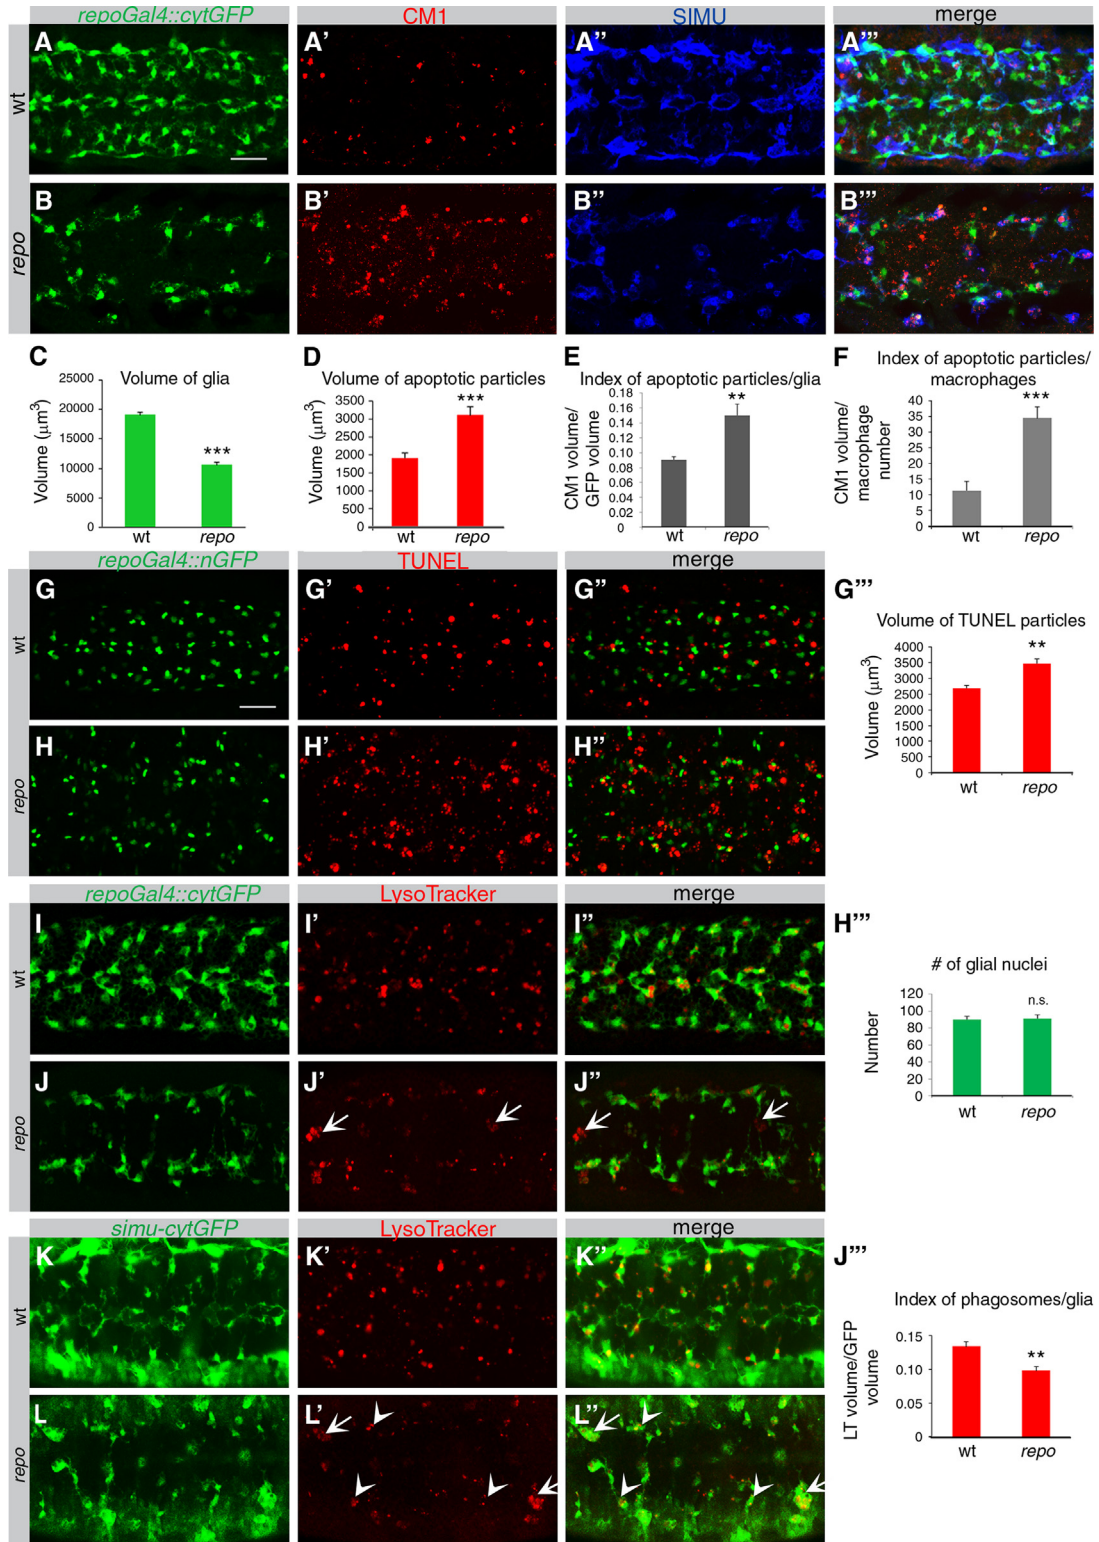 repoGal4::cytGFP CM1 SIMU merge
wt
A A' A'' A'''
repo
B B' B'' B'''
C
Volume of glia
Volume (μm3)
25000
20000
15000
10000
5000
0
***
wt repo
D
Volume of apoptotic particles
3500
3000
2500
2000
1500
1000
500
0
Volume (μm3)
***
wt repo
E
Index of apoptotic particles/glia
CM1 volume/
GFP volume
0.18
0.16
0.14
0.12
0.10
0.08
0.06
0.04
0.02
0
**
wt repo
F
Index of apoptotic particles/
macrophages
CM1 volume/
macrophage
number
40
35
30
25
20
15
10
5
0
***
wt repo
repoGal4::nGFP TUNEL merge
wt
G G' G'' G'''
Volume of TUNEL particles
Volume (μm3)
4000
3500
3000
2500
2000
1500
1000
500
0
**
wt repo
repo
H H' H''
repoGal4::cytGFP LysoTracker merge
wt
I I' I'' H'''
# of glial nuclei
Number
120
100
80
60
40
20
0
n.s.
wt repo
repo
J J' J''
simu-cytGFP LysoTracker merge
wt
K K' K'' J'''
Index of phagosomes/glia
LT volume/GFP
volume
0.15
0.10
0.05
0
**
wt repo
repo
L L' L''